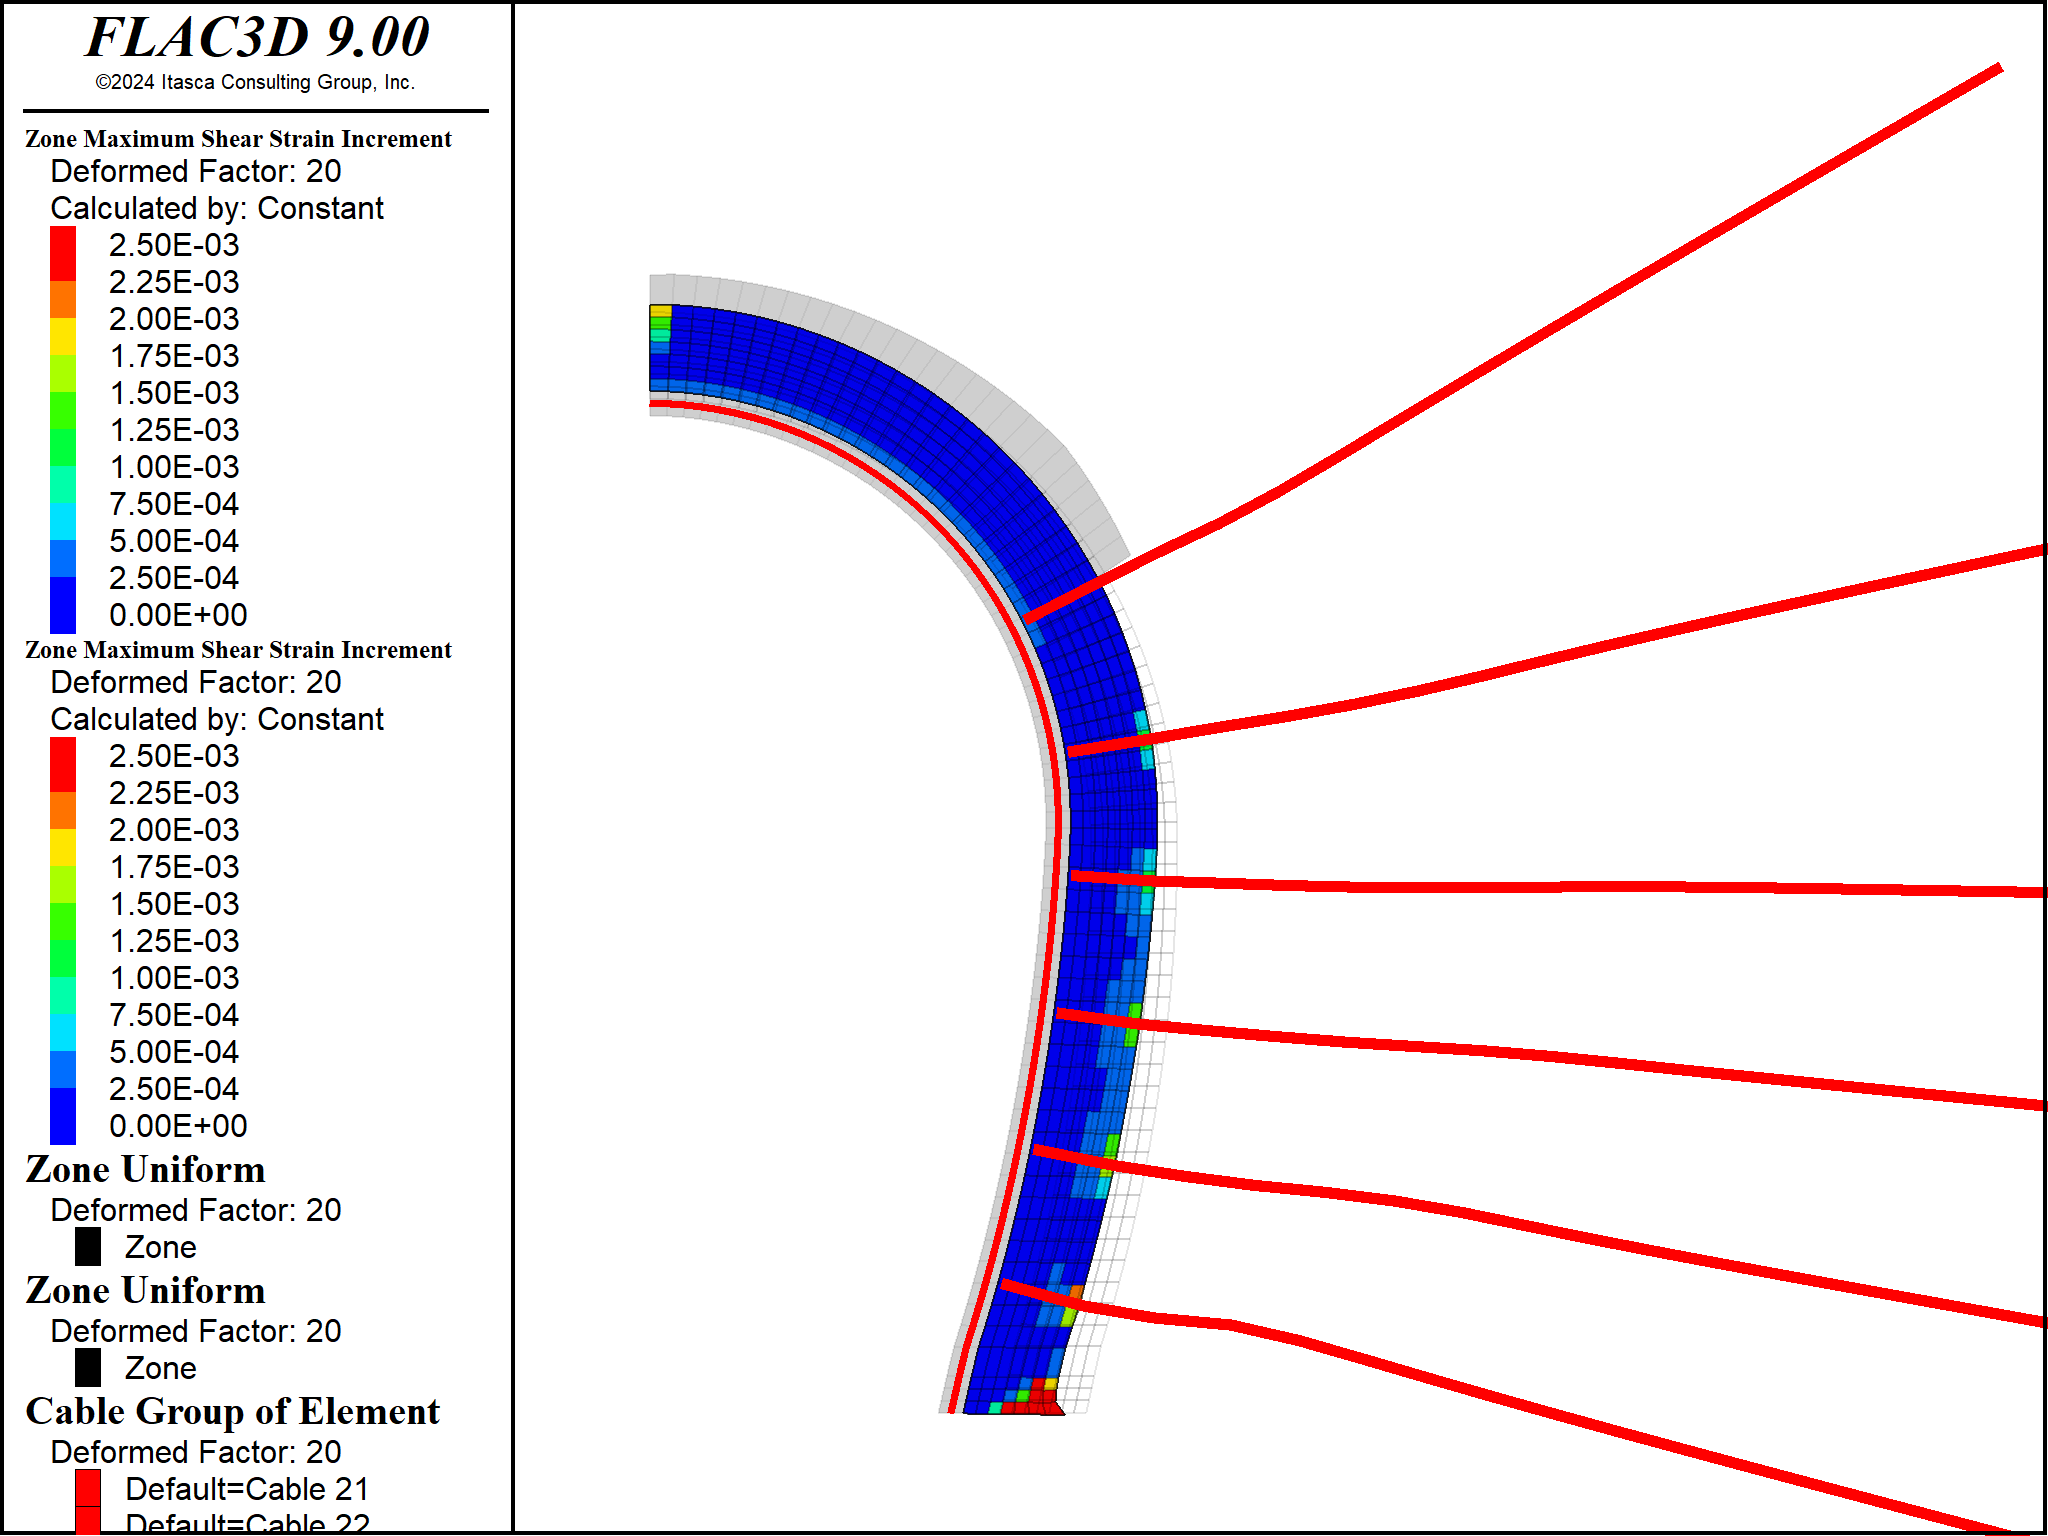 FLAC3D 9.00
©2024 Itasca Consulting Group, Inc.
Zone Maximum Shear Strain Increment
Deformed Factor: 20
Calculated by: Constant
2.50E-03
2.25E-03
2.00E-03
1.75E-03
1.50E-03
1.25E-03
1.00E-03
7.50E-04
5.00E-04
2.50E-04
0.00E+00
Zone Maximum Shear Strain Increment
Deformed Factor: 20
Calculated by: Constant
2.50E-03
2.25E-03
2.00E-03
1.75E-03
1.50E-03
1.25E-03
1.00E-03
7.50E-04
5.00E-04
2.50E-04
0.00E+00
Zone Uniform
Deformed Factor: 20
Zone
Zone Uniform
Deformed Factor: 20
Zone
Cable Group of Element
Deformed Factor: 20
Default=Cable 21
Default=Cable 22